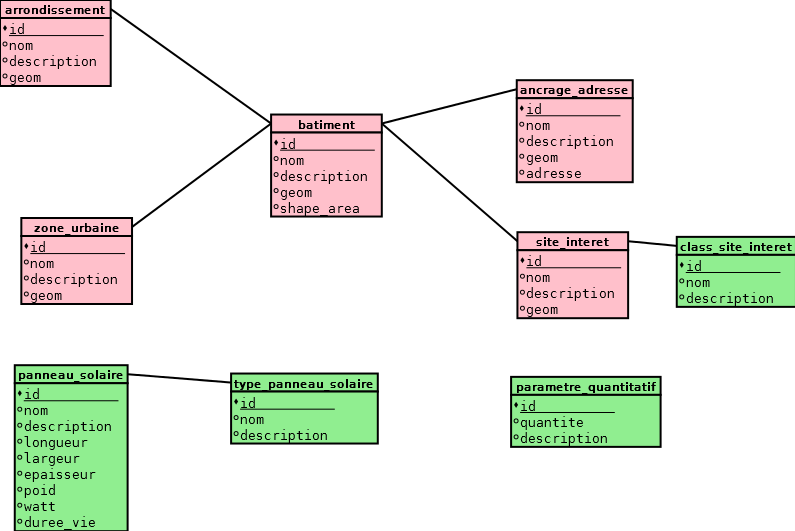 arrondissement
id
nom
description
geom
ancrage_adresse
id
nom
description
geom
adresse
batiment
id
nom
description
geom
shape_area
zone_urbaine
id
nom
description
geom
site_interet
id
nom
description
geom
class_site_interet
id
nom
description
panneau_solaire
id
nom
description
longueur
largeur
epaisseur
poid
watt
duree_vie
type_panneau_solaire
id
nom
description
parametre_quantitatif
id
quantite
description